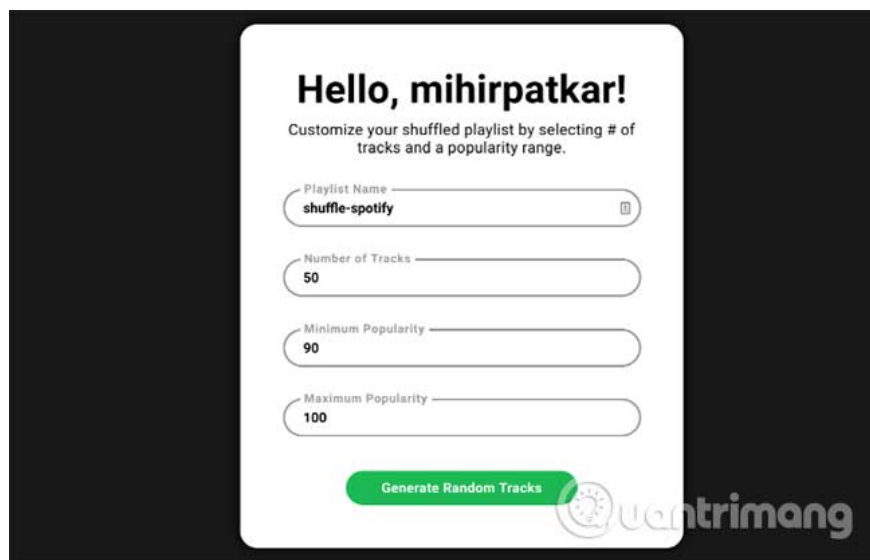 Hello, mihirpatkar!
Customize your shuffled playlist by selecting # of
tracks and a popularity range.
Playlist Name
shuffle-spotify
Number of Tracks
50
Minimum Popularity
90
Maximum Popularity
100
Generate Random Tracks
Quantrimang